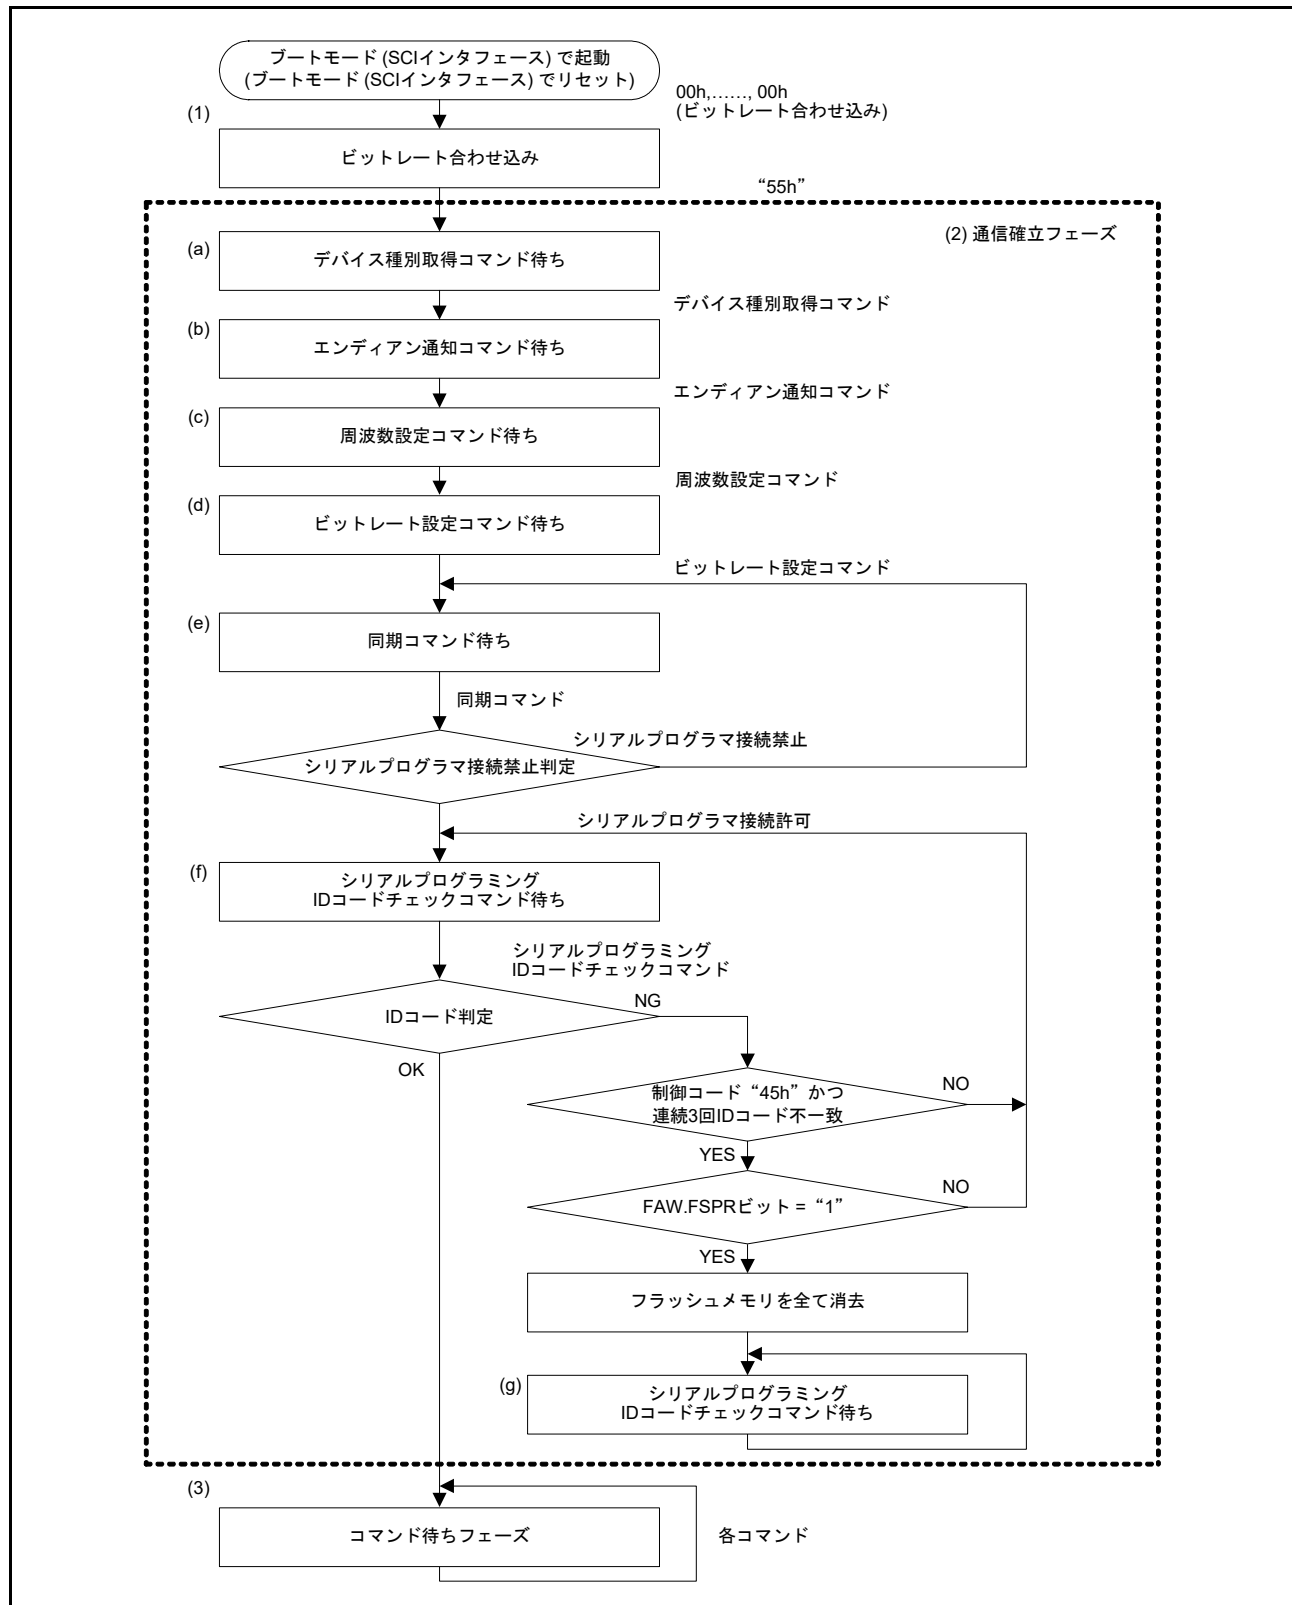 ブートモード (SCIインタフェース) で起動
(ブートモード (SCIインタフェース) でリセット)
00h,……, 00h
(ビットレート合わせ込み)
(1)
ビットレート合わせ込み
“55h”
(2) 通信確立フェーズ
(a)
デバイス種別取得コマンド待ち
デバイス種別取得コマンド
(b)
エンディアン通知コマンド待ち
エンディアン通知コマンド
(c)
周波数設定コマンド待ち
周波数設定コマンド
(d)
ビットレート設定コマンド待ち
ビットレート設定コマンド
(e)
同期コマンド待ち
同期コマンド
シリアルプログラマ接続禁止
シリアルプログラマ接続禁止判定
シリアルプログラマ接続許可
(f)
シリアルプログラミング
IDコードチェックコマンド待ち
シリアルプログラミング
IDコードチェックコマンド
NG
IDコード判定
OK
制御コード “45h” かつ
連続3回IDコード不一致
NO
YES
FAW.FSPRビット = “1”
NO
YES
フラッシュメモリを全て消去
(g)
シリアルプログラミング
IDコードチェックコマンド待ち
(3)
コマンド待ちフェーズ
各コマンド